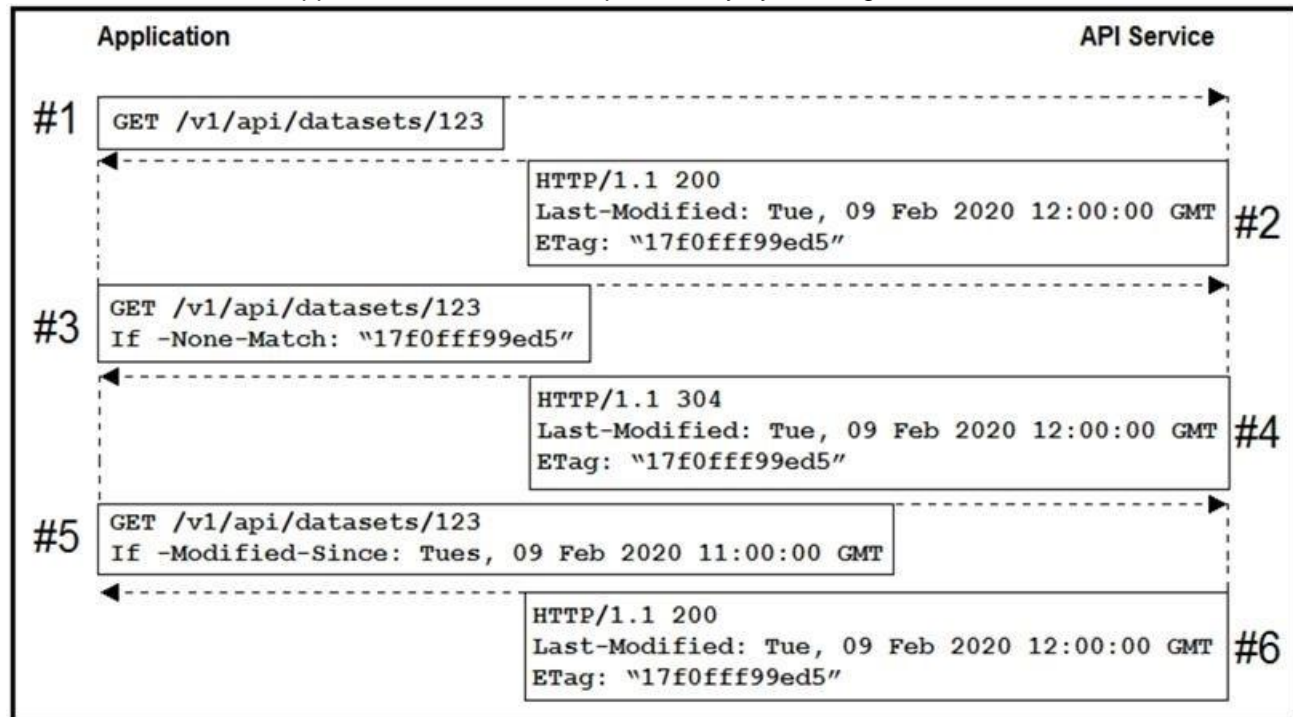 Application
API Service
#1
GET /v1/api/datasets/123
HTTP/1.1 200
Last-Modified: Tue, 09 Feb 2020 12:00:00 GMT
ETag: “17f0fff99ed5”
#2
#3
GET /v1/api/datasets/123
If -None-Match: “17f0fff99ed5”
HTTP/1.1 304
Last-Modified: Tue, 09 Feb 2020 12:00:00 GMT
ETag: “17f0fff99ed5”
#4
#5
GET /v1/api/datasets/123
If -Modified-Since: Tues, 09 Feb 2020 11:00:00 GMT
HTTP/1.1 200
Last-Modified: Tue, 09 Feb 2020 12:00:00 GMT
ETag: “17f0fff99ed5”
#6